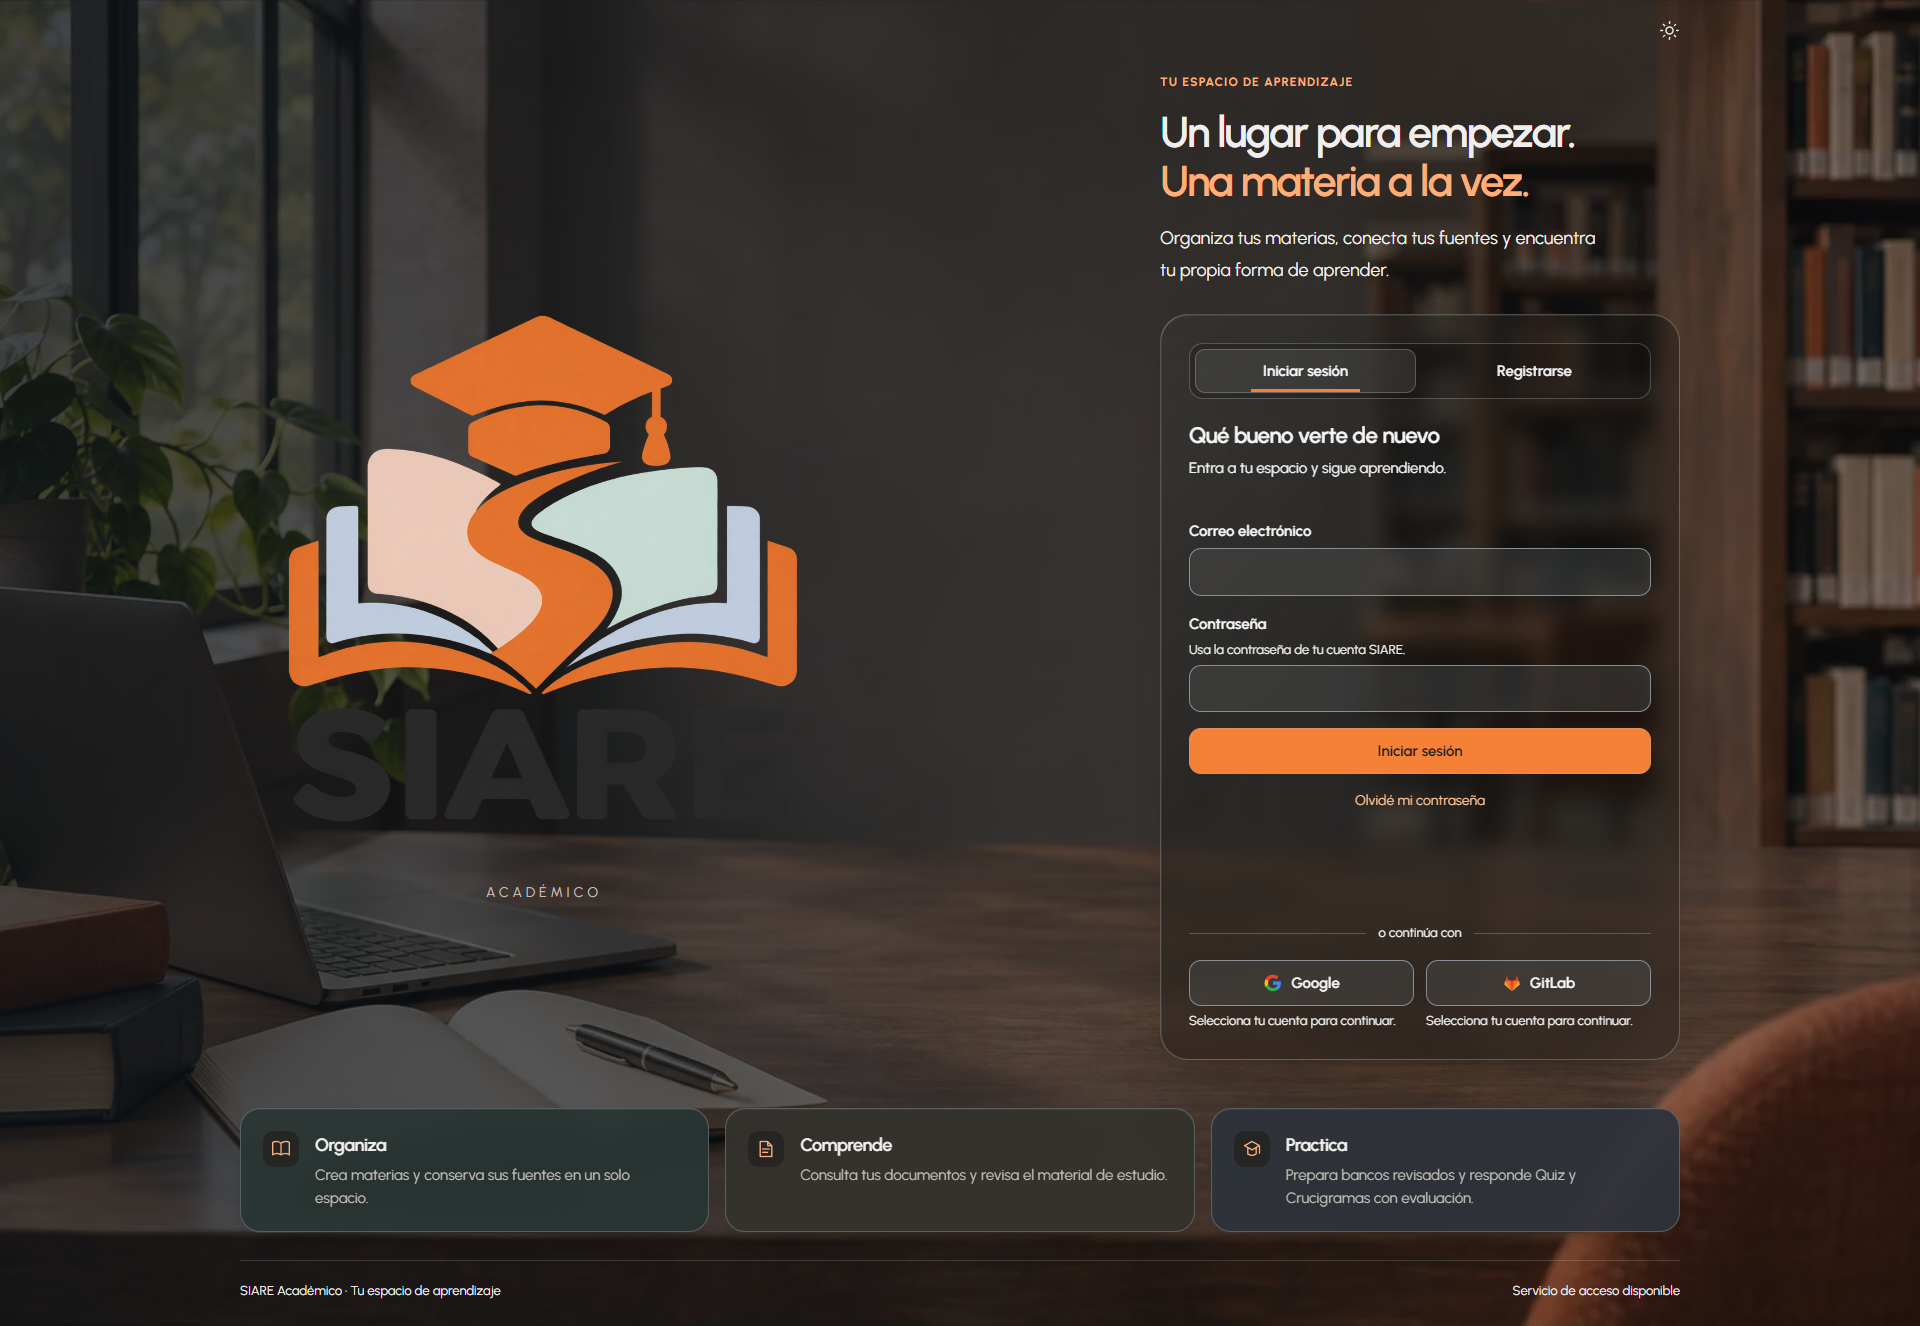 TU ESPACIO DE APRENDIZAJE
Un lugar para empezar.
Una materia a la vez.
Organiza tus materias, conecta tus fuentes y encuentra
tu propia forma de aprender.
SIARE
ACADÉMICO
Iniciar sesión
Registrarse
Qué bueno verte de nuevo
Entra a tu espacio y sigue aprendiendo.
Correo electrónico
Contraseña
Usa la contraseña de tu cuenta SIARE.
Iniciar sesión
Olvidé mi contraseña
o continúa con
Google
GitLab
Selecciona tu cuenta para continuar.
Selecciona tu cuenta para continuar.
Organiza
Crea materias y conserva sus fuentes en un solo
espacio.
Comprende
Consulta tus documentos y revisa el material de estudio.
Practica
Prepara bancos revisados y responde Quiz y
Crucigramas con evaluación.
SIARE Académico · Tu espacio de aprendizaje
Servicio de acceso disponible